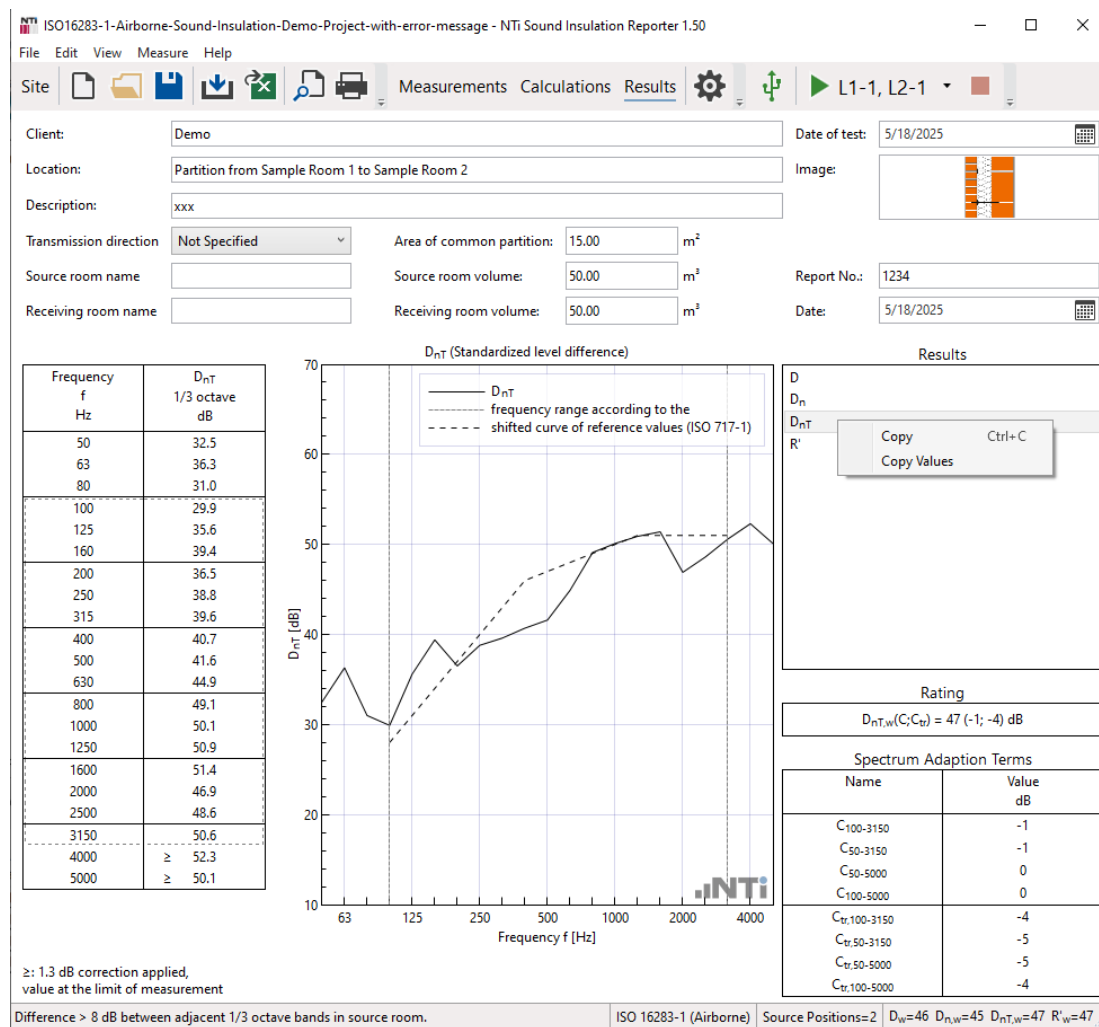 ISO16283-1-Airborne-Sound-Insulation-Demo-Project-with-error-message - NTi Sound Insulation Reporter 1.50
File Edit View Measure Help
Site Measurements Calculations Results L1-1, L2-1
Client: Demo Date of test: 5/18/2025
Location: Partition from Sample Room 1 to Sample Room 2 Image:
Description: xxx
Transmission direction Not Specified Area of common partition: 15.00 m²
Source room name Source room volume: 50.00 m³ Report No.: 1234
Receiving room name Receiving room volume: 50.00 m³ Date: 5/18/2025
Frequency f Hz DnT 1/3 octave dB
50 32.5
63 36.3
80 31.0
100 29.9
125 35.6
160 39.4
200 36.5
250 38.8
315 39.6
400 40.7
500 41.6
630 44.9
800 49.1
1000 50.1
1250 50.9
1600 51.4
2000 46.9
2500 48.6
3150 50.6
4000 ≥ 52.3
5000 ≥ 50.1
≥: 1.3 dB correction applied,
value at the limit of measurement
DnT (Standardized level difference)
DnT
frequency range according to the
shifted curve of reference values (ISO 717-1)
70
60
50
40
30
20
10
DnT [dB]
63 125 250 500 1000 2000 4000
Frequency f [Hz]
NTi
Results
D
Dn
DnT
R'
Copy Ctrl+C
Copy Values
Rating
DnT,w(C;Ctr) = 47 (-1; -4) dB
Spectrum Adaption Terms
Name Value
dB
C100-3150 -1
C50-3150 -1
C50-5000 0
C100-5000 0
Ctr,100-3150 -4
Ctr,50-3150 -5
Ctr,50-5000 -5
Ctr,100-5000 -4
Difference > 8 dB between adjacent 1/3 octave bands in source room. ISO 16283-1 (Airborne) Source Positions=2 Dw=46 Dn,w=45 DnT,w=47 R'w=47